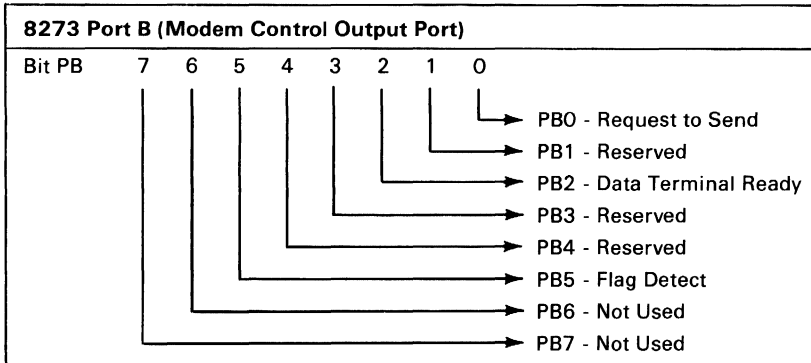 8273 Port B (Modem Control Output Port)
Bit PB 7 6 5 4 3 2 1 0
PB0 - Request to Send
PB1 - Reserved
PB2 - Data Terminal Ready
PB3 - Reserved
PB4 - Reserved
PB5 - Flag Detect
PB6 - Not Used
PB7 - Not Used